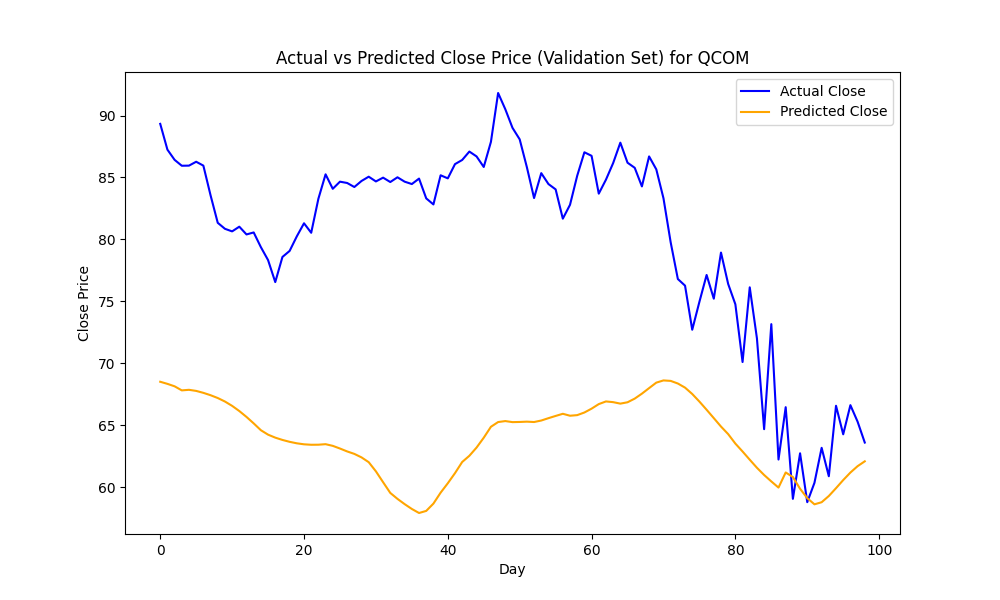 Actual vs Predicted Close Price (Validation Set) for QCOM
Actual Close
Predicted Close
90
85
80
75
70
65
60
Close Price
0 20 40 60 80 100
Day